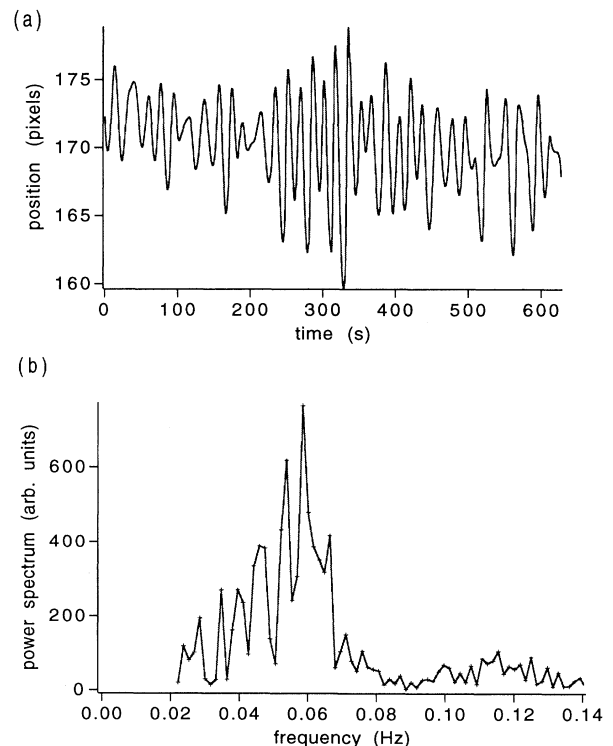 (a)
position (pixels)
175
170
165
160
0 100 200 300 400 500 600
time (s)
(b)
power spectrum (arb. units)
600
400
200
0
0.00 0.02 0.04 0.06 0.08 0.10 0.12 0.14
frequency (Hz)